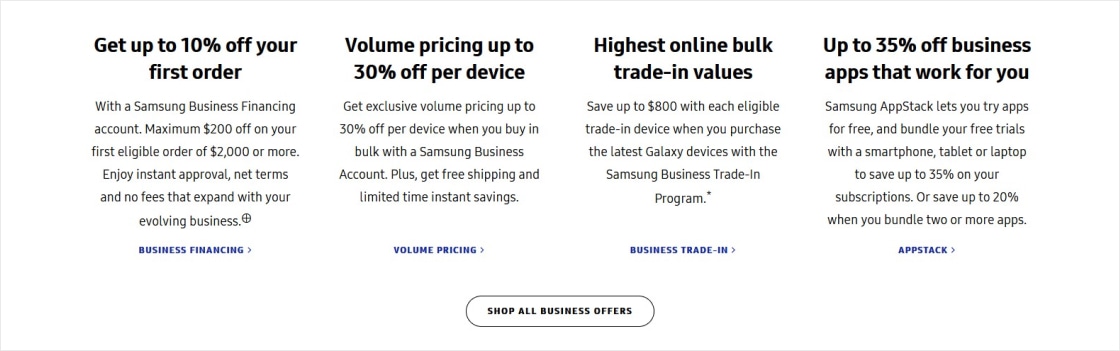 Get up to 10% off your
first order
With a Samsung Business Financing
account. Maximum $200 off on your
first eligible order of $2,000 or more.
Enjoy instant approval, net terms
and no fees that expand with your
evolving business.⊕
BUSINESS FINANCING >
Volume pricing up to
30% off per device
Get exclusive volume pricing up to
30% off per device when you buy in
bulk with a Samsung Business
Account. Plus, get free shipping and
limited time instant savings.
VOLUME PRICING >
Highest online bulk
trade-in values
Save up to $800 with each eligible
trade-in device when you purchase
the latest Galaxy devices with the
Samsung Business Trade-In
Program.*
BUSINESS TRADE-IN >
Up to 35% off business
apps that work for you
Samsung AppStack lets you try apps
for free, and bundle your free trials
with a smartphone, tablet or laptop
to save up to 35% on your
subscriptions. Or save up to 20%
when you bundle two or more apps.
APPSTACK >
SHOP ALL BUSINESS OFFERS